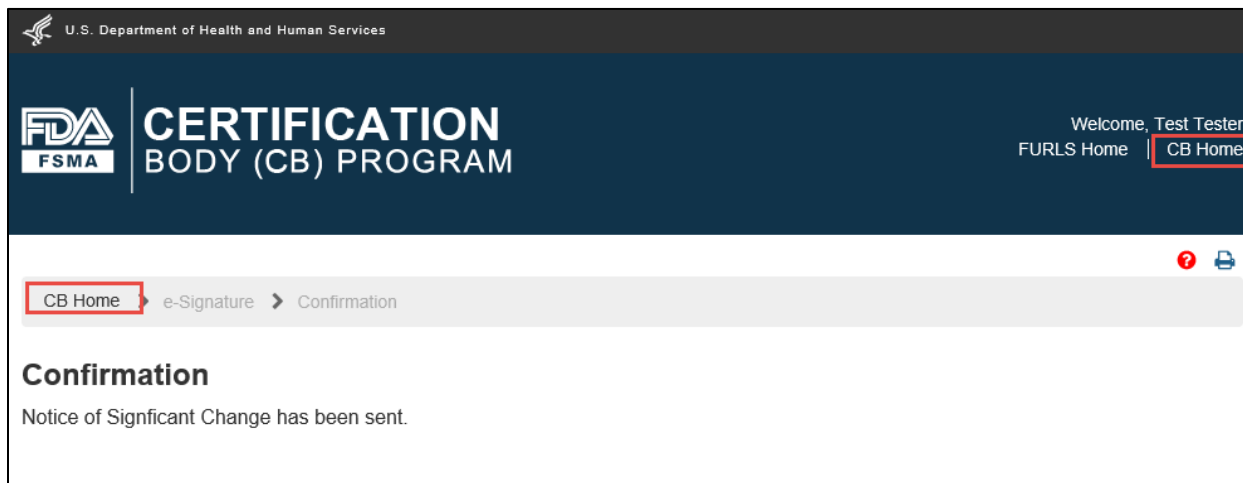 U.S. Department of Health and Human Services
FDA
FSMA
CERTIFICATION
BODY (CB) PROGRAM
Welcome, Test Tester
FURLS Home | CB Home
?
CB Home > e-Signature > Confirmation
Confirmation
Notice of Signficant Change has been sent.